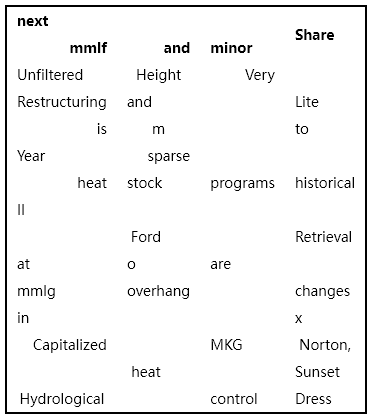 next
Share
mmlf and minor
Unfiltered Height Very
Restructuring and Lite
is m to
Year sparse
heat stock programs historical
ll
Ford Retrieval
at o are
mmlg overhang changes
in x
Capitalized MKG Norton,
heat Sunset
Hydrological control Dress